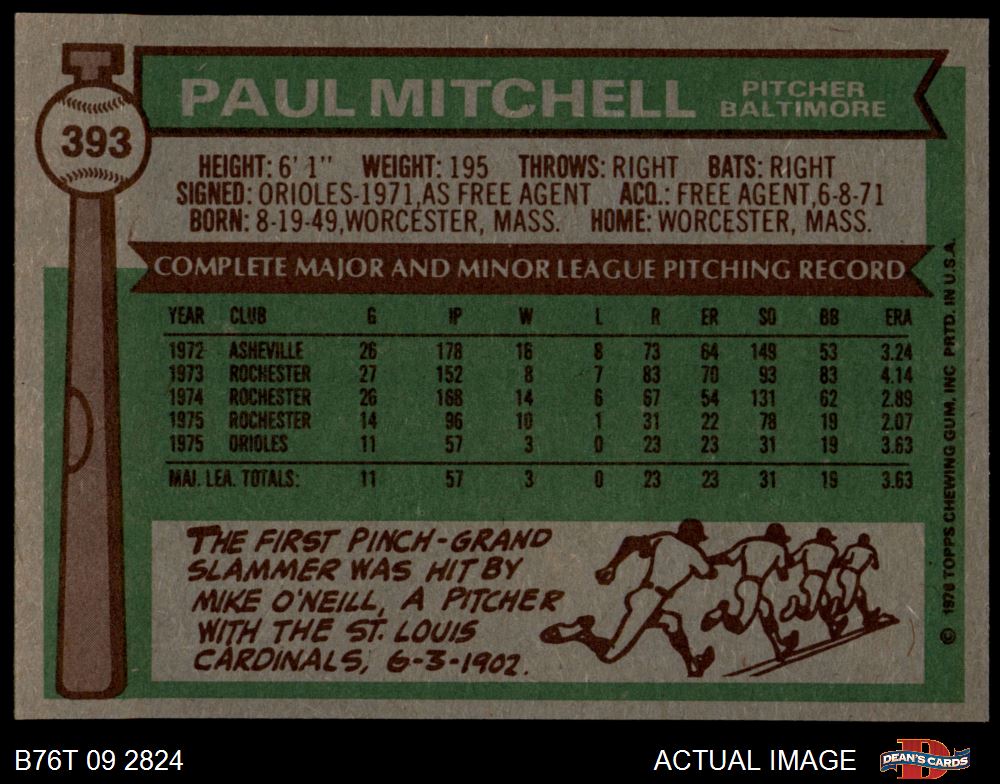 393
PAUL MITCHELL
PITCHER
BALTIMORE
HEIGHT: 6' 1" WEIGHT: 195 THROWS: RIGHT BATS: RIGHT
SIGNED: ORIOLES-1971, AS FREE AGENT ACQ.: FREE AGENT, 6-8-71
BORN: 8-19-49, WORCESTER, MASS. HOME: WORCESTER, MASS.
COMPLETE MAJOR AND MINOR LEAGUE PITCHING RECORD
YEAR CLUB G IP W L R ER SO BB ERA
1972 ASHEVILLE 26 178 16 8 73 64 149 53 3.24
1973 ROCHESTER 27 152 8 7 83 70 93 83 4.14
1974 ROCHESTER 26 168 14 6 67 54 131 62 2.89
1975 ROCHESTER 14 96 10 1 31 22 78 19 2.07
1975 ORIOLES 11 57 3 0 23 23 31 19 3.63
MAJ. LEA. TOTALS: 11 57 3 0 23 23 31 19 3.63
THE FIRST PINCH-GRAND
SLAMMER WAS HIT BY
MIKE O'NEILL, A PITCHER
WITH THE ST. LOUIS
CARDINALS, 6-3-1902.
© 1976 TOPPS CHEWING GUM, INC PRTD. IN U.S.A.
B76T 09 2824
ACTUAL IMAGE
DEAN'S CARDS